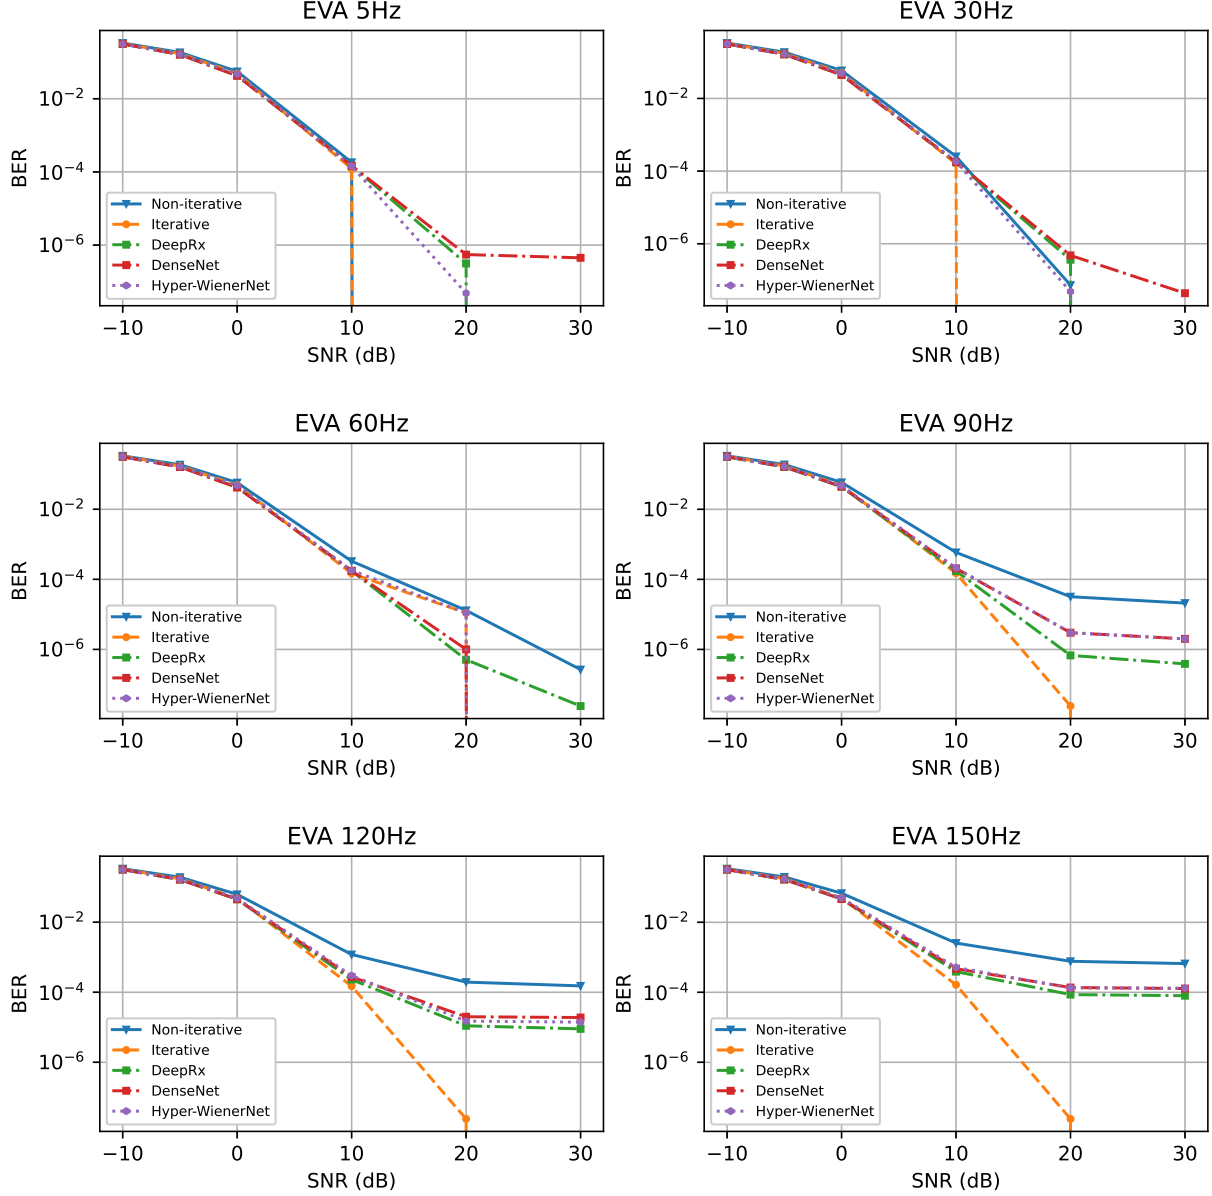 EVA 5Hz
BER
10⁻²
10⁻⁴
10⁻⁶
Non-iterative
Iterative
DeepRx
DenseNet
Hyper-WienerNet
−10 0 10 20 30
SNR (dB)
EVA 30Hz
BER
10⁻²
10⁻⁴
10⁻⁶
Non-iterative
Iterative
DeepRx
DenseNet
Hyper-WienerNet
−10 0 10 20 30
SNR (dB)
EVA 60Hz
BER
10⁻²
10⁻⁴
10⁻⁶
Non-iterative
Iterative
DeepRx
DenseNet
Hyper-WienerNet
−10 0 10 20 30
SNR (dB)
EVA 90Hz
BER
10⁻²
10⁻⁴
10⁻⁶
Non-iterative
Iterative
DeepRx
DenseNet
Hyper-WienerNet
−10 0 10 20 30
SNR (dB)
EVA 120Hz
BER
10⁻²
10⁻⁴
10⁻⁶
Non-iterative
Iterative
DeepRx
DenseNet
Hyper-WienerNet
−10 0 10 20 30
SNR (dB)
EVA 150Hz
BER
10⁻²
10⁻⁴
10⁻⁶
Non-iterative
Iterative
DeepRx
DenseNet
Hyper-WienerNet
−10 0 10 20 30
SNR (dB)